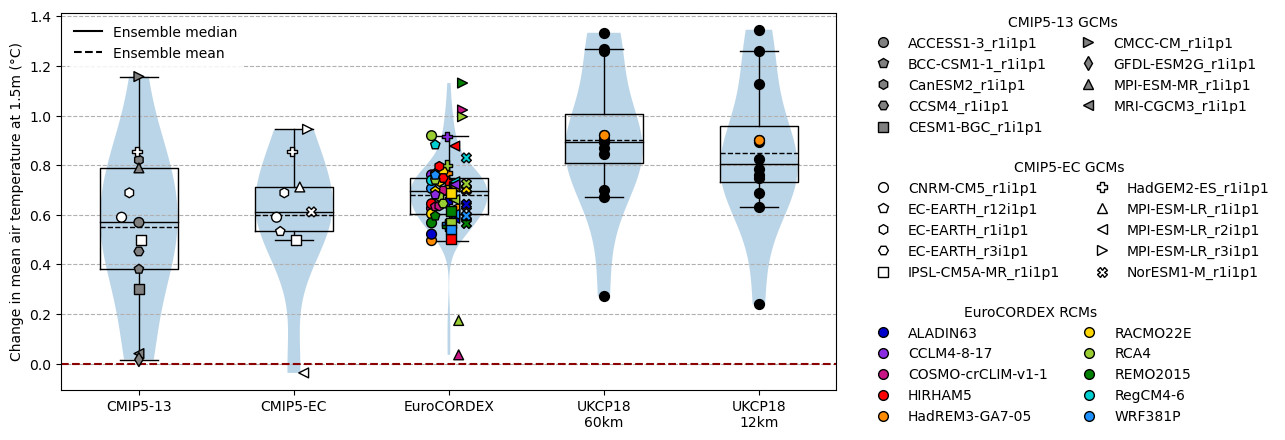 Change in mean air temperature at 1.5m (°C)
1.4
1.2
1.0
0.8
0.6
0.4
0.2
0.0
Ensemble median
Ensemble mean
CMIP5-13
CMIP5-EC
EuroCORDEX
UKCP18
60km
UKCP18
12km
CMIP5-13 GCMs
ACCESS1-3_r1i1p1
BCC-CSM1-1_r1i1p1
CanESM2_r1i1p1
CCSM4_r1i1p1
CESM1-BGC_r1i1p1
CMCC-CM_r1i1p1
GFDL-ESM2G_r1i1p1
MPI-ESM-MR_r1i1p1
MRI-CGCM3_r1i1p1
CMIP5-EC GCMs
CNRM-CM5_r1i1p1
EC-EARTH_r12i1p1
EC-EARTH_r1i1p1
EC-EARTH_r3i1p1
IPSL-CM5A-MR_r1i1p1
HadGEM2-ES_r1i1p1
MPI-ESM-LR_r1i1p1
MPI-ESM-LR_r2i1p1
MPI-ESM-LR_r3i1p1
NorESM1-M_r1i1p1
EuroCORDEX RCMs
ALADIN63
CCLM4-8-17
COSMO-crCLIM-v1-1
HIRHAM5
HadREM3-GA7-05
RACMO22E
RCA4
REMO2015
RegCM4-6
WRF381P